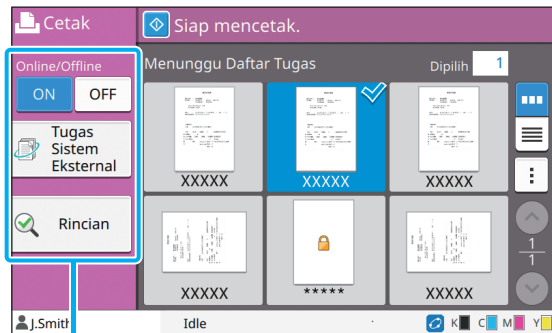 Cetak
Siap mencetak.
Online/Offline
ON OFF
Tugas
Sistem
Eksternal
Rincian
Menunggu Daftar Tugas
Dipilih 1
XXXXX
XXXXX
XXXXX
XXXXX
*****
XXXXX
1
1
J.Smith
Idle
K C M Y